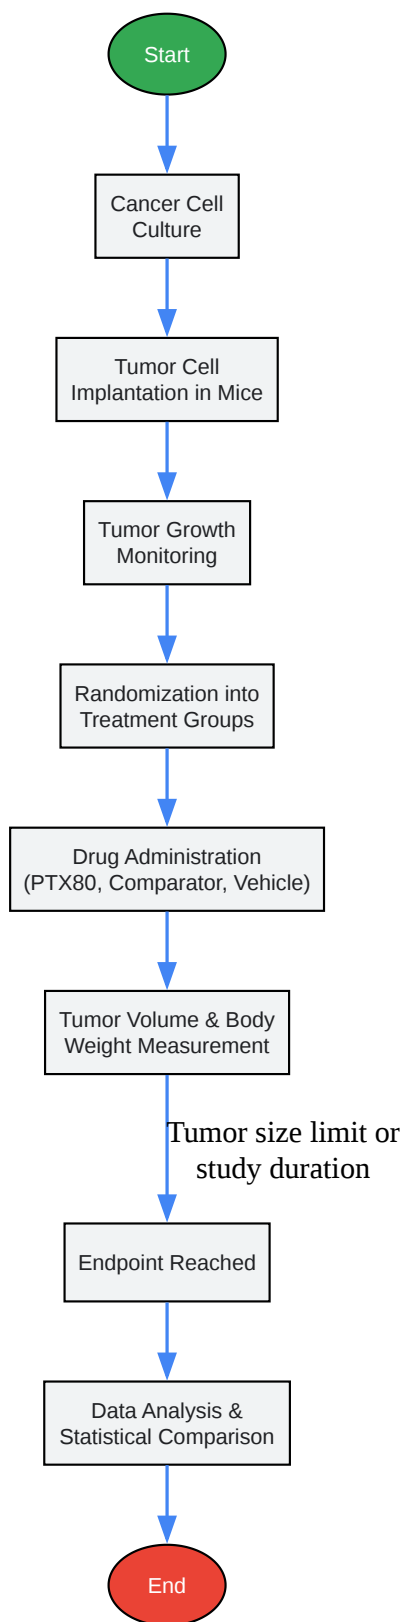 Start
Cancer Cell
Culture
Tumor Cell
Implantation in Mice
Tumor Growth
Monitoring
Randomization into
Treatment Groups
Drug Administration
(PTX80, Comparator, Vehicle)
Tumor Volume & Body
Weight Measurement
Tumor size limit or
study duration
Endpoint Reached
Data Analysis &
Statistical Comparison
End